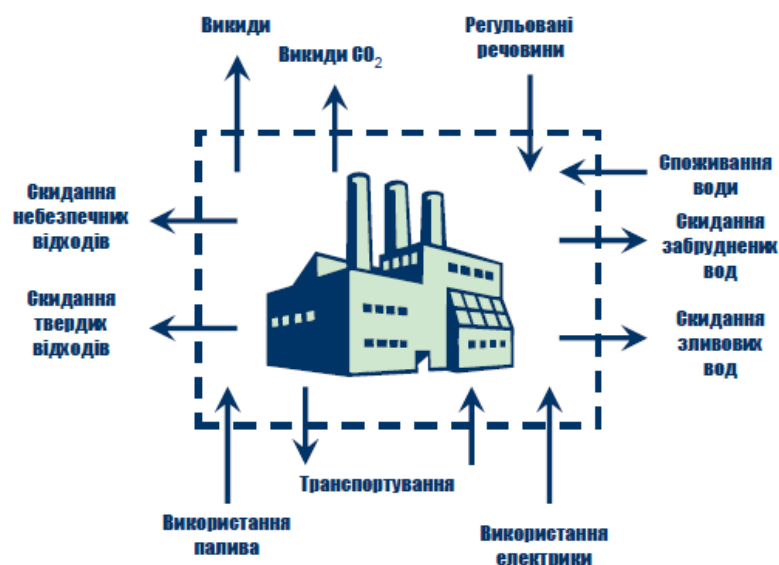 Викиди
Викиди CO₂
Регульовані
речовини
Споживання
води
Скидання
небезпечних
відходів
Скидання
забруднених
вод
Скидання
твердих
відходів
Скидання
зливових
вод
Транспортування
Використання
палива
Використання
електрики